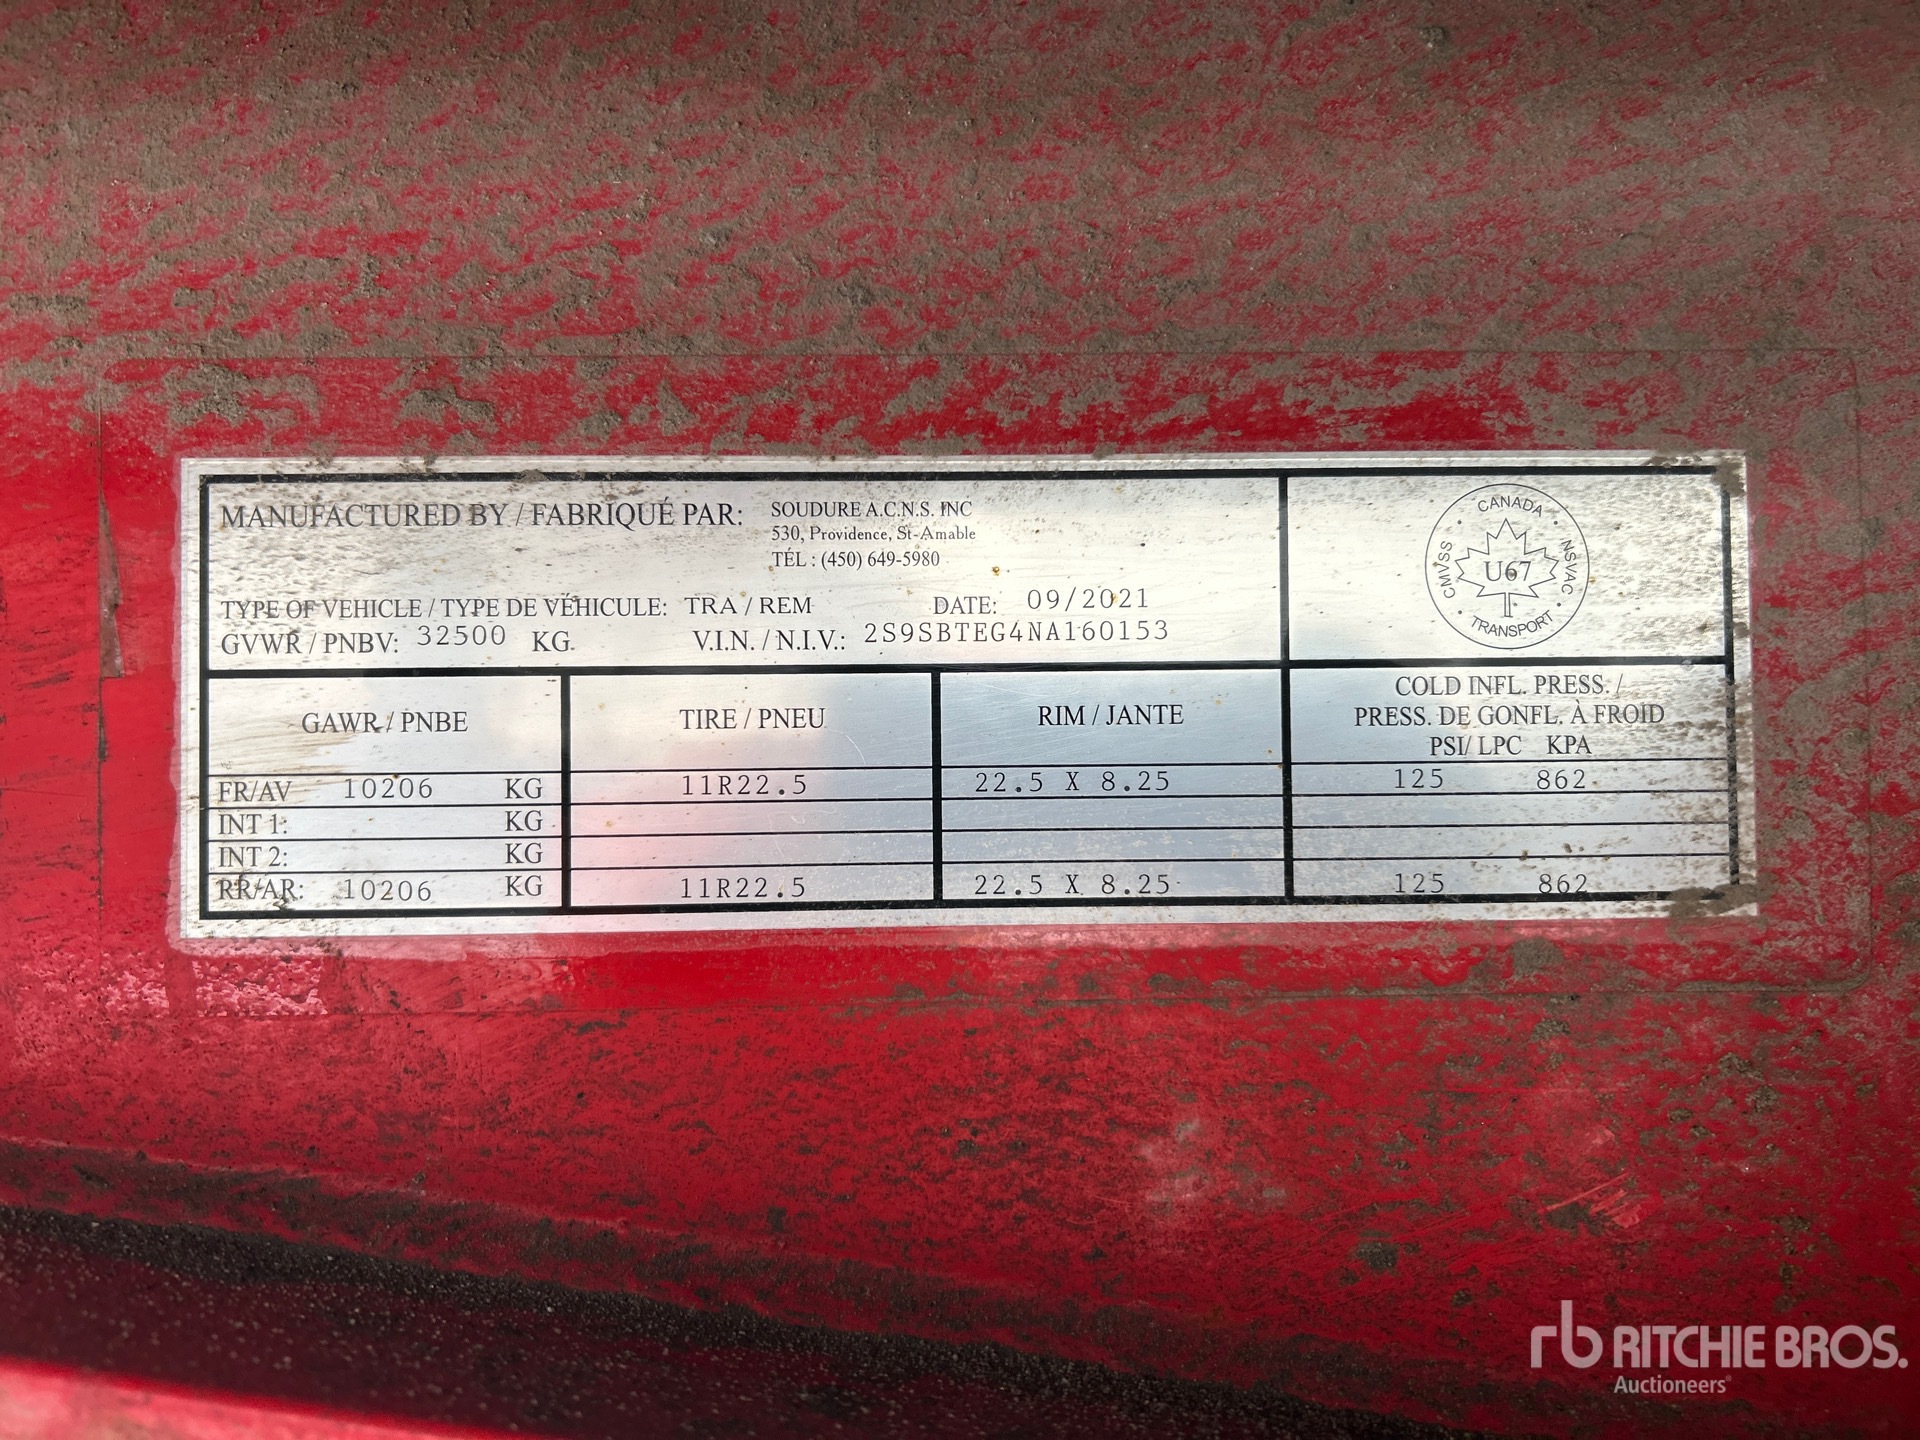 MANUFACTURED BY / FABRIQUÉ PAR: SOUDURE A.C.N.S. INC
530, Providence, St-Amable
TÉL : (450) 649-5980
TYPE OF VEHICLE / TYPE DE VÉHICULE: TRA / REM DATE: 09/2021
GVWR / PNBV: 32500 KG. V.I.N. / N.I.V.: 2S9SBTEG4NA160153
CANADA
CMVSS NSVAC
U67
TRANSPORT
GAWR / PNBE TIRE / PNEU RIM / JANTE COLD INFL. PRESS. /
PRESS. DE GONFL. À FROID
PSI/ LPC KPA
FR/AV 10206 KG 11R22.5 22.5 X 8.25 125 862
INT 1: KG
INT 2: KG
RR/AR: 10206 KG 11R22.5 22.5 X 8.25 125 862
rb RITCHIE BROS.
Auctioneers®